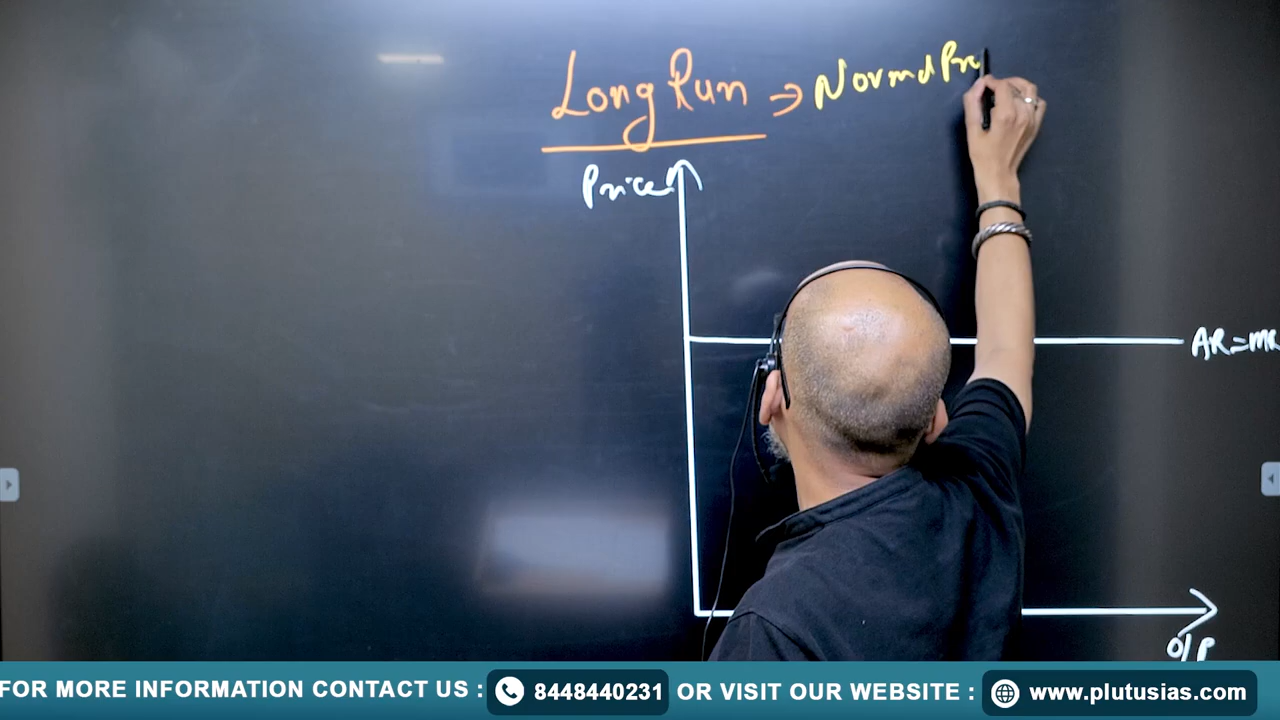 Long Run → Normal Pr
Price
AR=MR
O/P
FOR MORE INFORMATION CONTACT US : 8448440231 OR VISIT OUR WEBSITE : www.plutusias.com